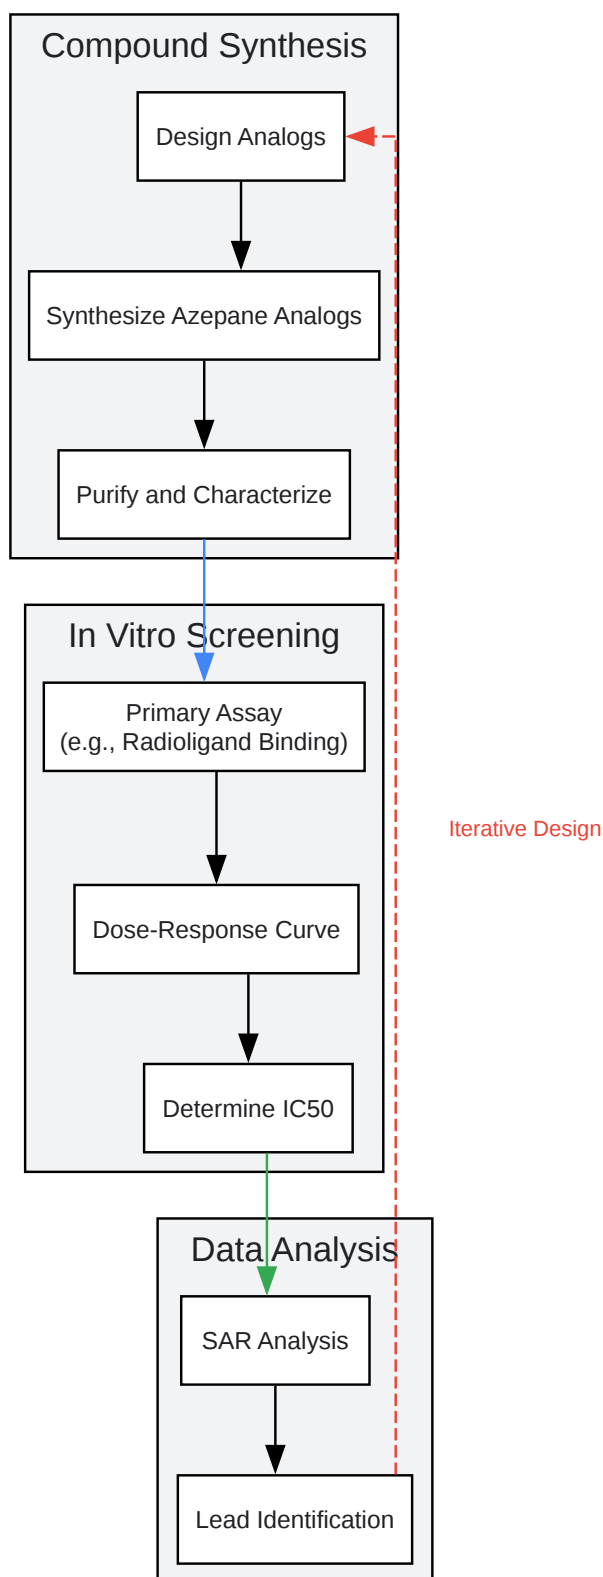 Compound Synthesis
Design Analogs
Synthesize Azepane Analogs
Purify and Characterize
In Vitro Screening
Primary Assay
(e.g., Radioligand Binding)
Iterative Design
Dose-Response Curve
Determine IC50
Data Analysis
SAR Analysis
Lead Identification